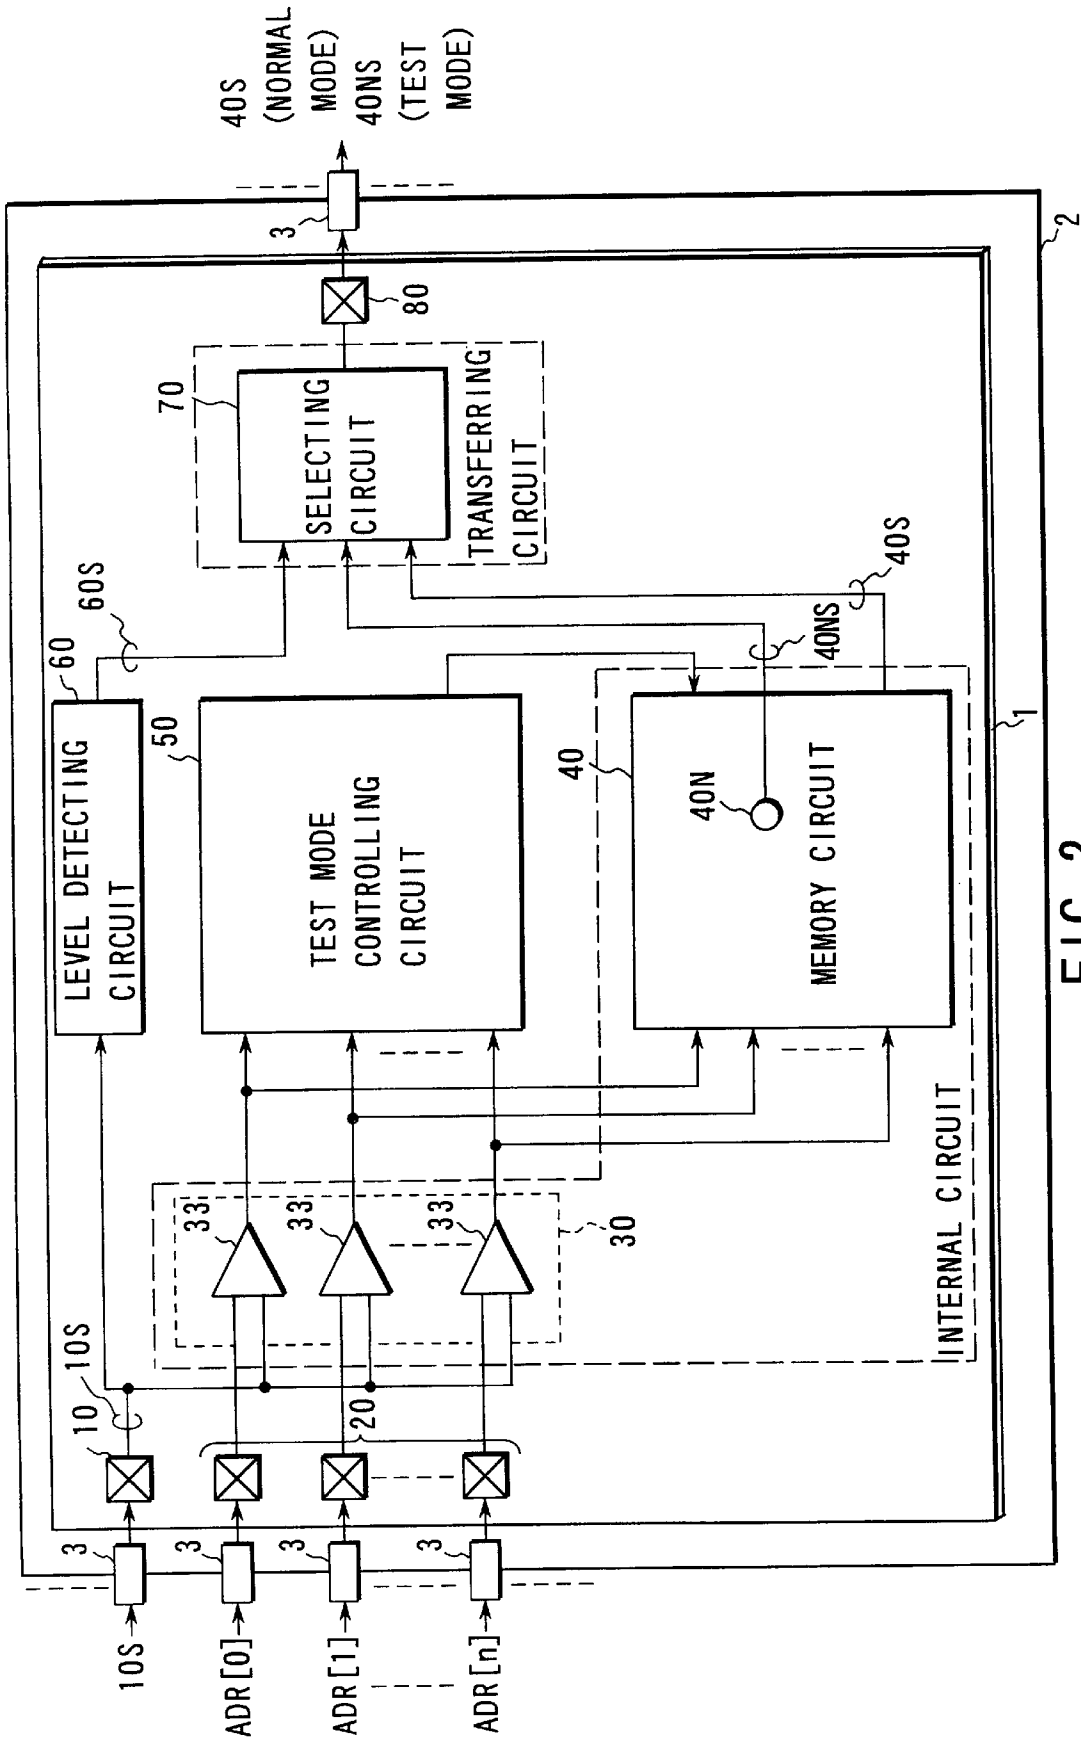 40S
(NORMAL
MODE)
40NS
(TEST
MODE)
3
2
80
70
SELECTING
CIRCUIT
TRANSFERRING
CIRCUIT
60S
60
LEVEL DETECTING
CIRCUIT
50
TEST MODE
CONTROLLING
CIRCUIT
40S
40NS
40
40N
MEMORY CIRCUIT
1
INTERNAL CIRCUIT
33
33
33
30
10S
10
20
3
3
3
3
10S
ADR[0]
ADR[1]
ADR[n]